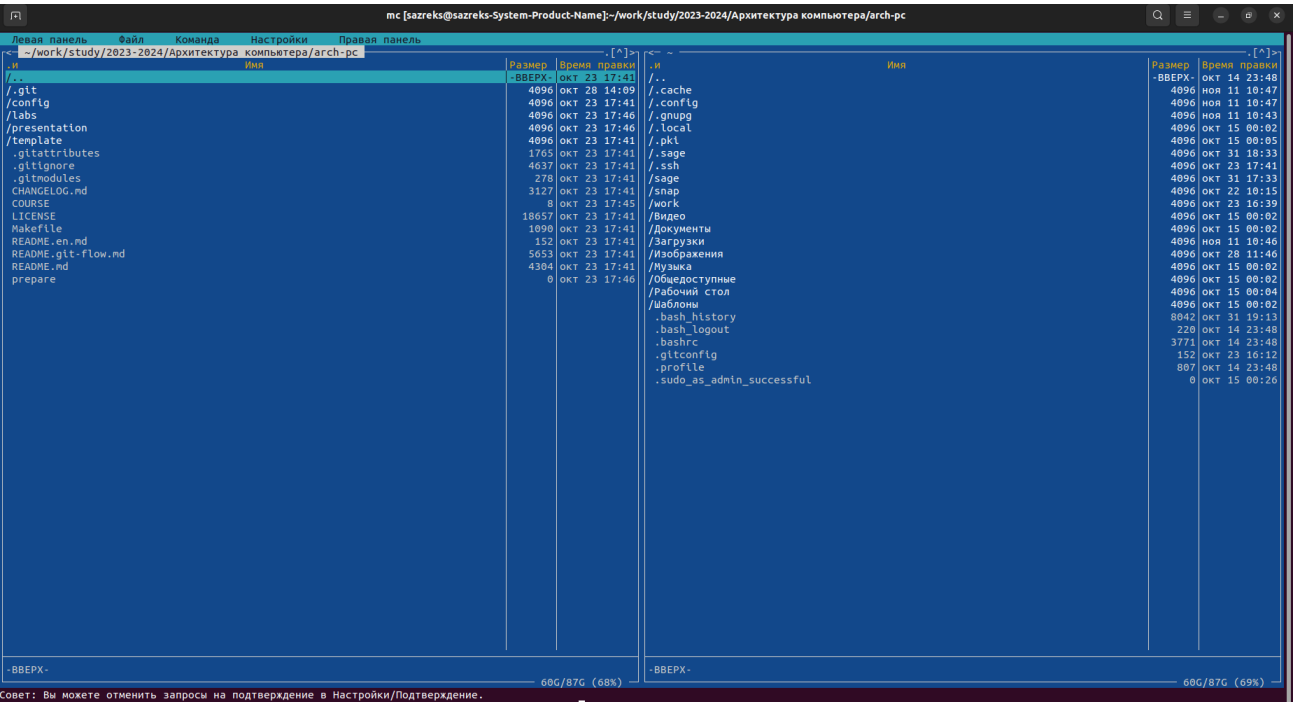 mc [sazreks@sazreks-System-Product-Name]:~/work/study/2023-2024/Архитектура компьютера/arch-pc
Левая панель Файл Команда Настройки Правая панель
<— ~/work/study/2023-2024/Архитектура компьютера/arch-pc .[^]>
.и Имя Размер Время правки
/.. -ВВЕРХ- окт 23 17:41
/.git 4096 окт 28 14:09
/config 4096 окт 23 17:41
/labs 4096 окт 23 17:46
/presentation 4096 окт 23 17:46
/template 4096 окт 23 17:41
.gitattributes 1765 окт 23 17:41
.gitignore 4637 окт 23 17:41
.gitmodules 278 окт 23 17:41
CHANGELOG.md 3127 окт 23 17:41
COURSE 8 окт 23 17:45
LICENSE 18657 окт 23 17:41
Makefile 1090 окт 23 17:41
README.en.md 152 окт 23 17:41
README.git-flow.md 5653 окт 23 17:41
README.md 4304 окт 23 17:41
prepare 0 окт 23 17:46
-ВВЕРХ-
60G/87G (68%)
<— ~ .[^]>
.и Имя Размер Время правки
/.. -ВВЕРХ- окт 14 23:48
/.cache 4096 ноя 11 10:47
/.config 4096 ноя 11 10:47
/.gnupg 4096 ноя 11 10:43
/.local 4096 окт 15 00:02
/.pki 4096 окт 15 00:05
/.sage 4096 окт 31 18:33
/.ssh 4096 окт 23 17:41
/sage 4096 окт 31 17:33
/snap 4096 окт 22 10:15
/work 4096 окт 23 16:39
/Видео 4096 окт 15 00:02
/Документы 4096 окт 15 00:02
/Загрузки 4096 ноя 11 10:46
/Изображения 4096 окт 28 11:46
/Музыка 4096 окт 15 00:02
/Общедоступные 4096 окт 15 00:02
/Рабочий стол 4096 окт 15 00:04
/Шаблоны 4096 окт 15 00:02
.bash_history 8042 окт 31 19:13
.bash_logout 220 окт 14 23:48
.bashrc 3771 окт 14 23:48
.gitconfig 152 окт 23 16:12
.profile 807 окт 14 23:48
.sudo_as_admin_successful 0 окт 15 00:26
-ВВЕРХ-
60G/87G (69%)
Совет: Вы можете отменить запросы на подтверждение в Настройки/Подтверждение.